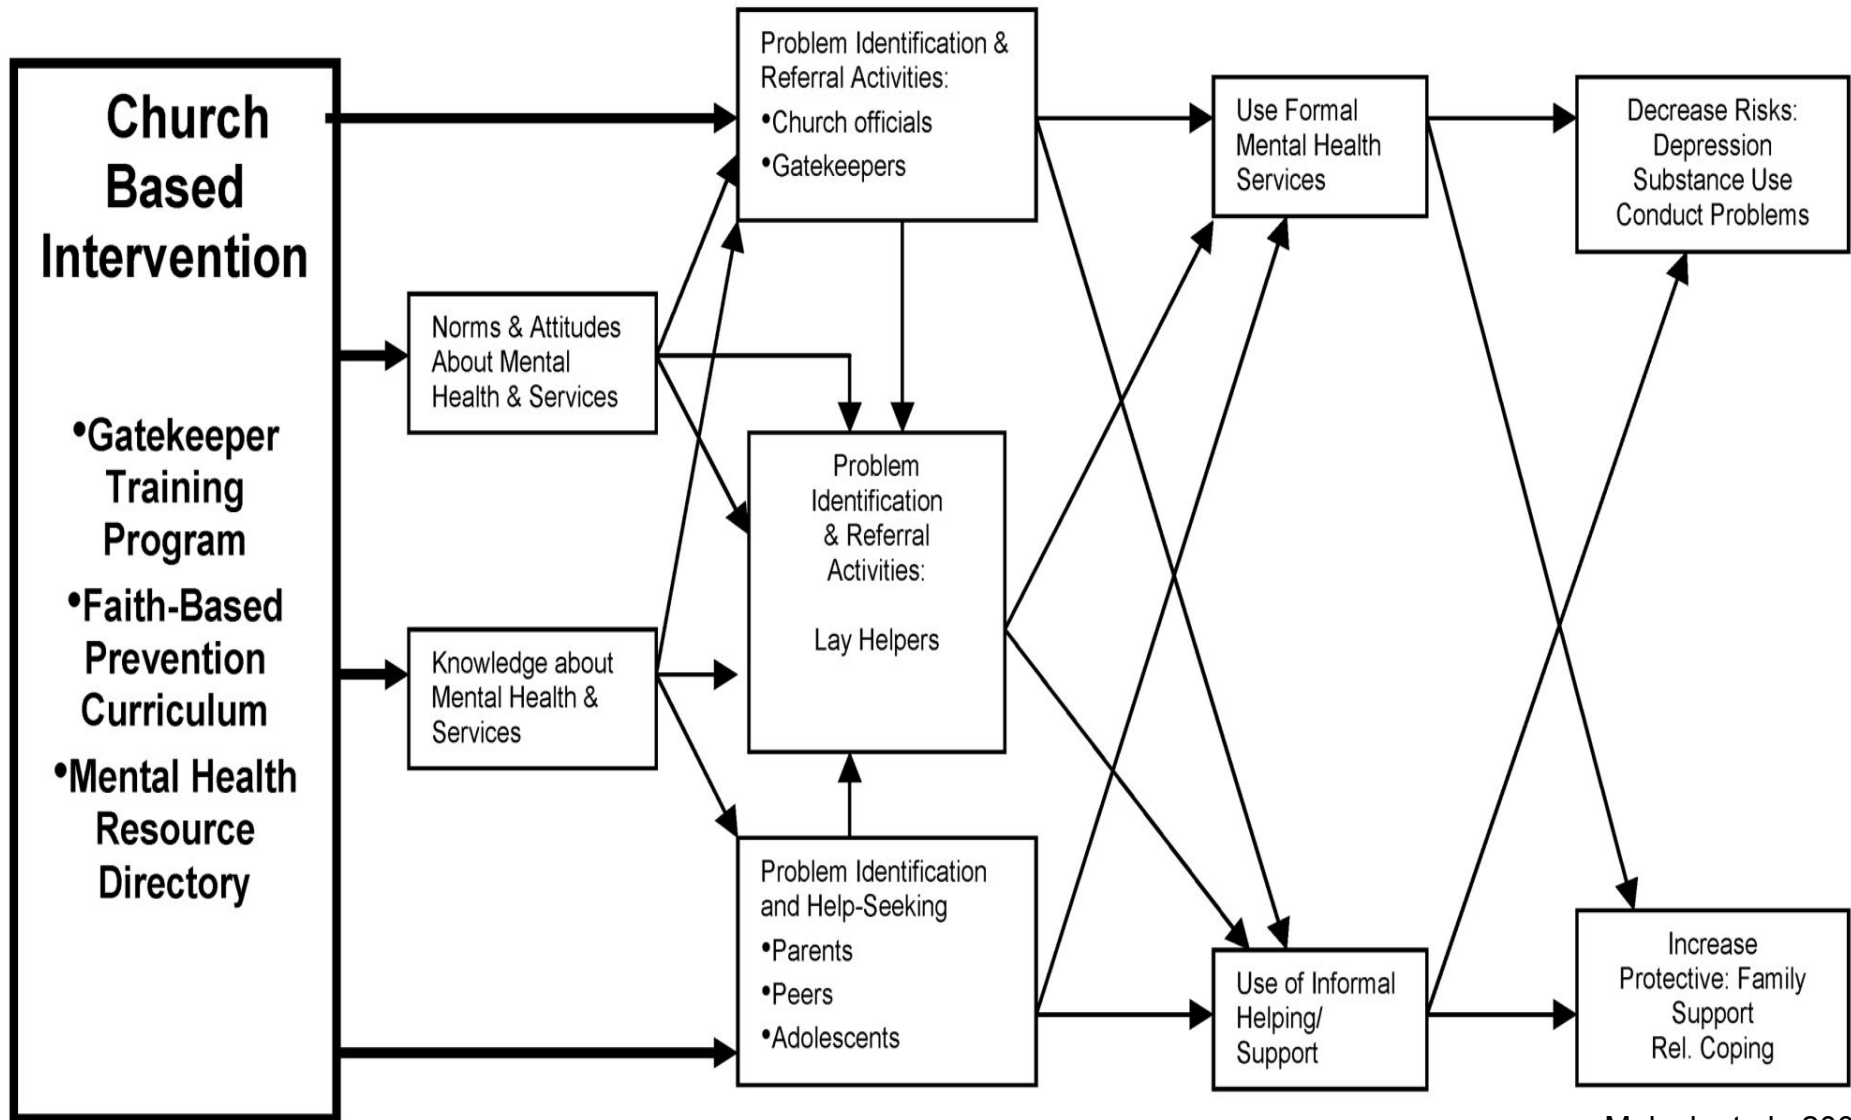 Church
Based
Intervention
•Gatekeeper
Training
Program
•Faith-Based
Prevention
Curriculum
•Mental Health
Resource
Directory
Norms & Attitudes
About Mental
Health & Services
Knowledge about
Mental Health &
Services
Problem Identification &
Referral Activities:
•Church officials
•Gatekeepers
Problem
Identification
& Referral
Activities:
Lay Helpers
Problem Identification
and Help-Seeking
•Parents
•Peers
•Adolescents
Use Formal
Mental Health
Services
Use of Informal
Helping/
Support
Decrease Risks:
Depression
Substance Use
Conduct Problems
Increase
Protective: Family
Support
Rel. Coping